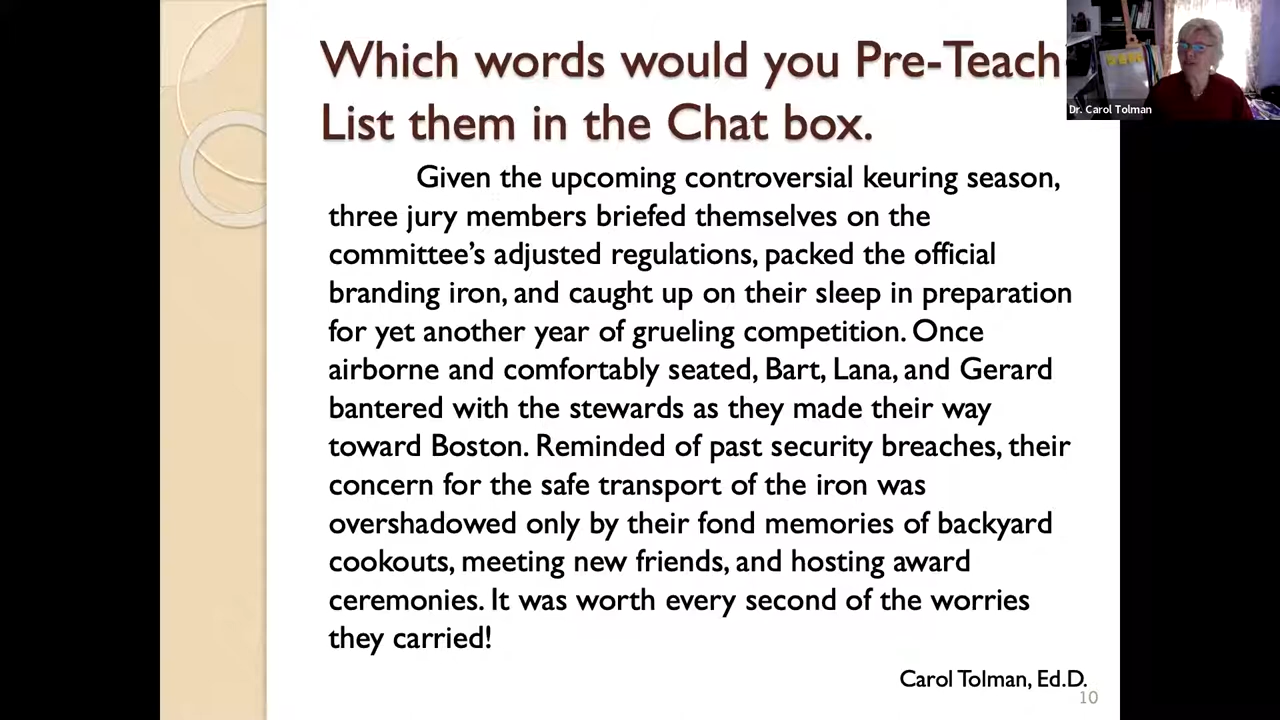 Which words would you Pre-Teach
List them in the Chat box.
Dr. Carol Tolman
Given the upcoming controversial keuring season,
three jury members briefed themselves on the
committee's adjusted regulations, packed the official
branding iron, and caught up on their sleep in preparation
for yet another year of grueling competition. Once
airborne and comfortably seated, Bart, Lana, and Gerard
bantered with the stewards as they made their way
toward Boston. Reminded of past security breaches, their
concern for the safe transport of the iron was
overshadowed only by their fond memories of backyard
cookouts, meeting new friends, and hosting award
ceremonies. It was worth every second of the worries
they carried!
Carol Tolman, Ed.D.
10